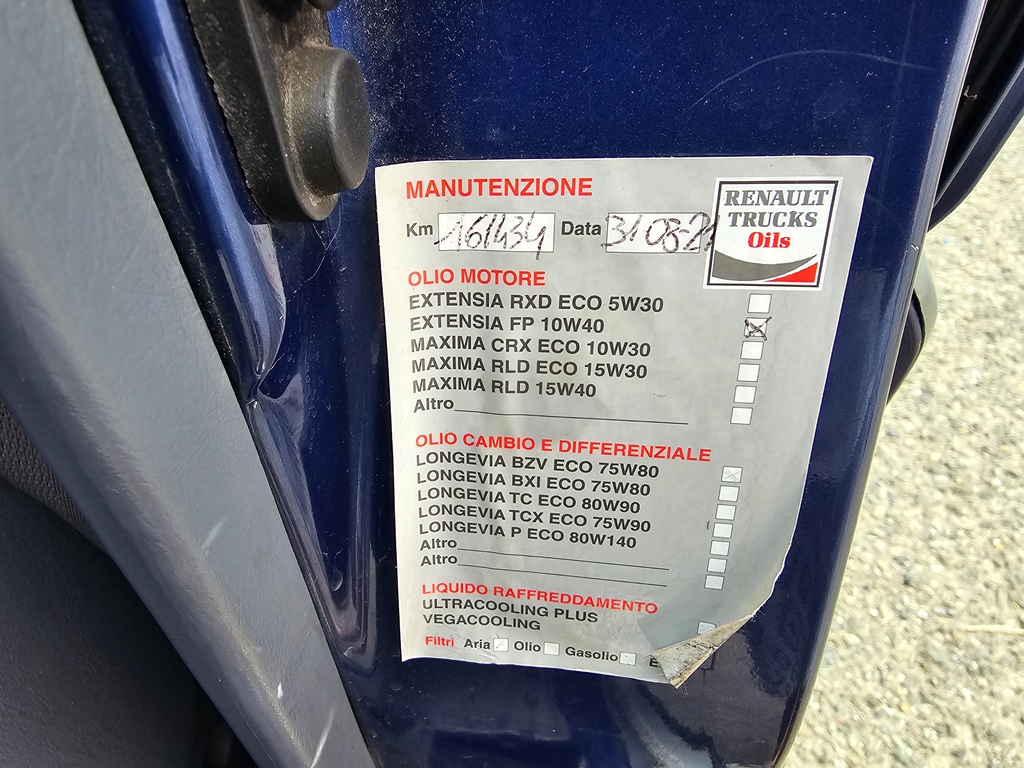 MANUTENZIONE
RENAULT
TRUCKS
Oils
Km 161434 Data 31 08-21
OLIO MOTORE
EXTENSIA RXD ECO 5W30
EXTENSIA FP 10W40
MAXIMA CRX ECO 10W30
MAXIMA RLD ECO 15W30
MAXIMA RLD 15W40
Altro
OLIO CAMBIO E DIFFERENZIALE
LONGEVIA BZV ECO 75W80
LONGEVIA BXI ECO 75W80
LONGEVIA TC ECO 80W90
LONGEVIA TCX ECO 75W90
LONGEVIA P ECO 80W140
Altro
Altro
LIQUIDO RAFFREDDAMENTO
ULTRACOOLING PLUS
VEGACOOLING
Filtri Aria Olio Gasolio